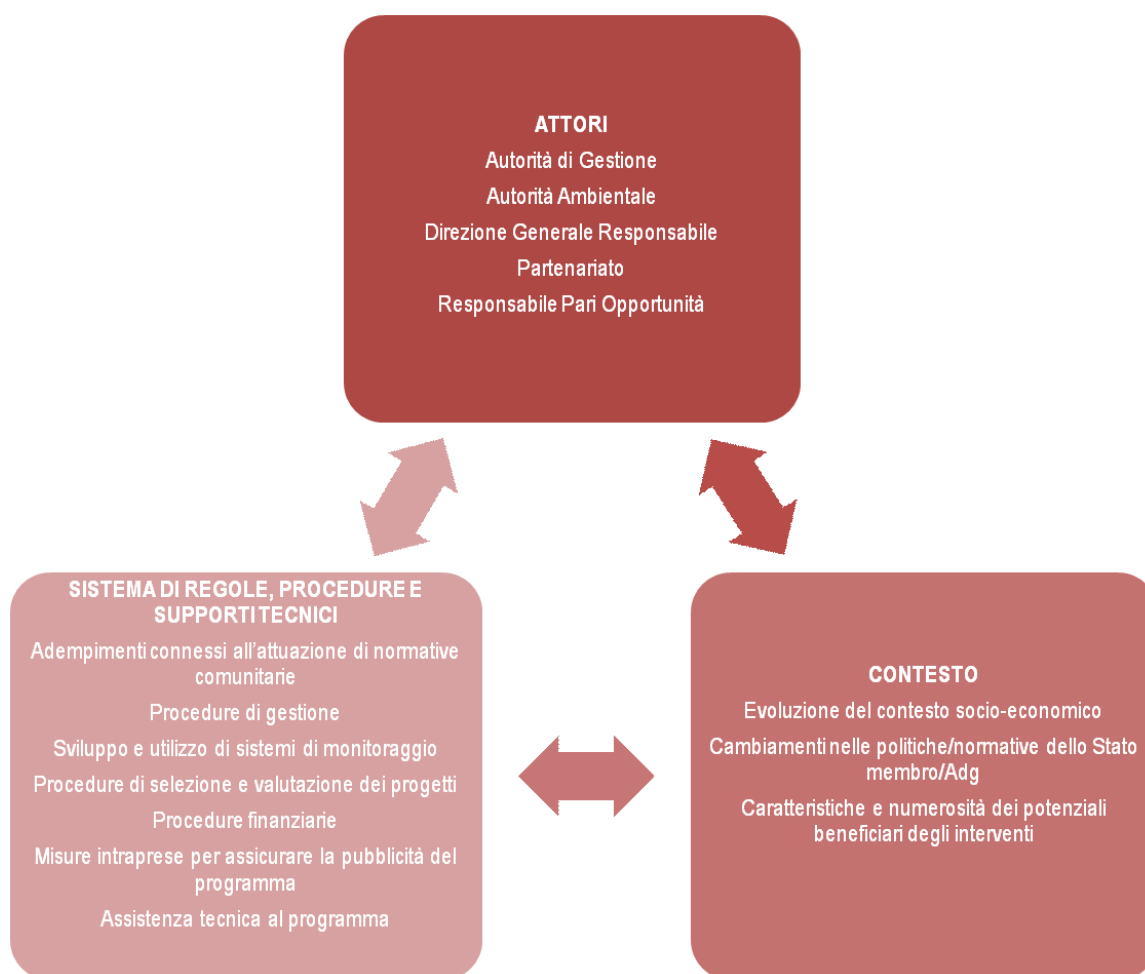 ATTORI
Autorità di Gestione
Autorità Ambientale
Direzione Generale Responsabile
Partenariato
Responsabile Pari Opportunità
SISTEMA DI REGOLE, PROCEDURE E
SUPPORTI TECNICI
Adempimenti connessi all'attuazione di normative
comunitarie
Procedure di gestione
Sviluppo e utilizzo di sistemi di monitoraggio
Procedure di selezione e valutazione dei progetti
Procedure finanziarie
Misure intraprese per assicurare la pubblicità del
programma
Assistenza tecnica al programma
CONTESTO
Evoluzione del contesto socio-economico
Cambiamenti nelle politiche/normative dello Stato
membro/Adg
Caratteristiche e numerosità dei potenziali
beneficiari degli interventi